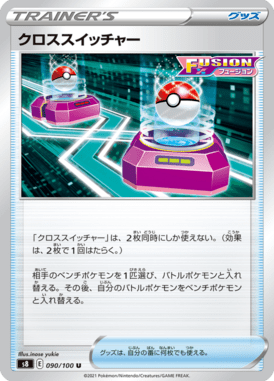 TRAINER'S
グッズ
クロススイッチャー
FUSION
フュージョン
「クロススイッチャー」は、2枚同時にしか使えない。（効果
は、2枚で1回はたらく。）
相手のベンチポケモンを1匹選び、バトルポケモンと入れ
替える。その後、自分のバトルポケモンをベンチポケモンと
入れ替える。
Illus.inose yukie
S8 E 090/100 U
グッズは、自分の番に何枚でも使える。
©2021 Pokémon/Nintendo/Creatures/GAME FREAK.